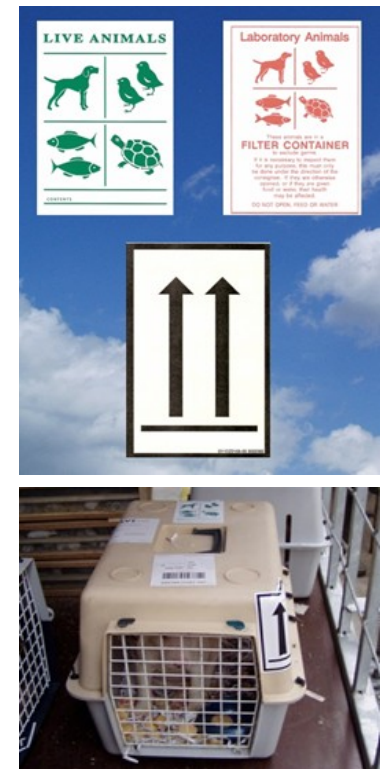 LIVE ANIMALS
CONTENTS
Laboratory Animals
These animals are in a
FILTER CONTAINER
to exclude germs
If it is necessary to inspect them
for any purpose, this must only
be done under the direction of the
consignee. If they are otherwise
opened, or if they are given
food or water, their health
may be affected
DO NOT OPEN, FEED OR WATER